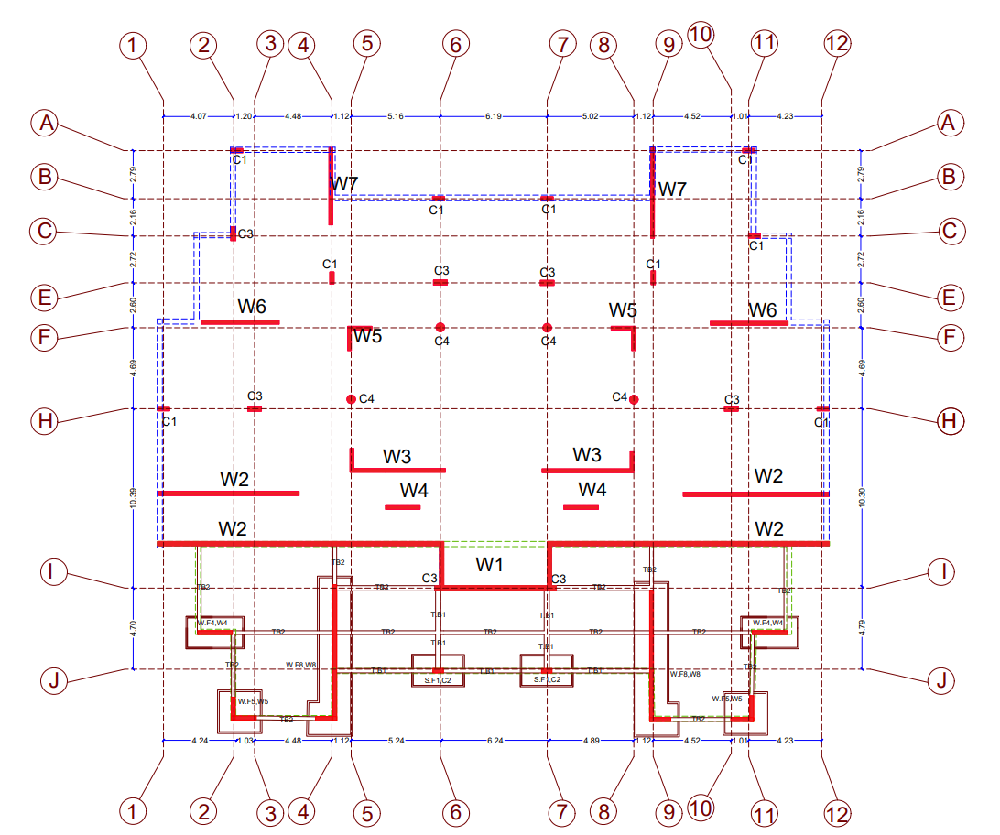 1 2 3 4 5 6 7 8 9 10 11 12
4.07 1.20 4.48 1.12 5.16 6.19 5.02 1.12 4.52 1.01 4.23
A A
C1 C1
2.79 2.79
B W7 W7 B
C1 C1
2.16 2.16
C C3 C1 C
2.72 2.72
C1 C3 C3 C1
E E
2.60 W6 W5 W6 2.60
F W5 C4 C4 F
4.69 4.69
C3 C4 C4 C3
H C1 C1 H
W3 W3
W2 W4 W4 W2
10.39 10.30
W2 W2
W1
I TB2 TB2 TB2 TB2 I
C3 C3
TB2 TB2
T.B1 T.B1
W.F4,W4 W.F4,W4
TB2 TB2 TB2 TB2 TB2
4.70 4.79
T.B1 T.B1
TB2 W.F8,W8 T.B1 T.B1 T.B1 W.F8,W8 TB2
J S.F1,C2 S.F1,C2 J
W.F5,W5 W.F5,W5
TB2 TB2
4.24 1.03 4.48 1.12 5.24 6.24 4.89 1.12 4.52 1.01 4.23
1 2 3 4 5 6 7 8 9 10 11 12